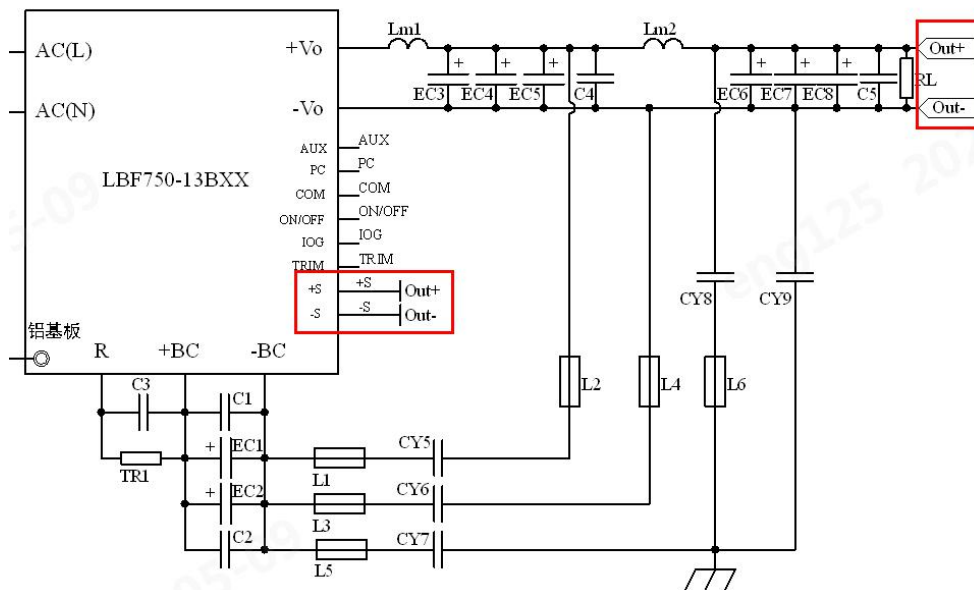 Lm1
Lm2
AC(L)
+Vo
Out+
EC3
+
EC4
+
EC5
+
C4
EC6
+
EC7
+
EC8
+
C5
RL
AC(N)
-Vo
Out-
AUX
AUX
PC
PC
LBF750-13BXX
COM
COM
ON/OFF
ON/OFF
IOG
IOG
TRIM
TRIM
+S
+S
Out+
-S
-S
Out-
CY8
CY9
铝基板
R
+BC
-BC
C3
C1
L2
L4
L6
+
EC1
CY5
TR1
L1
+
EC2
CY6
L3
C2
CY7
L5
eng125